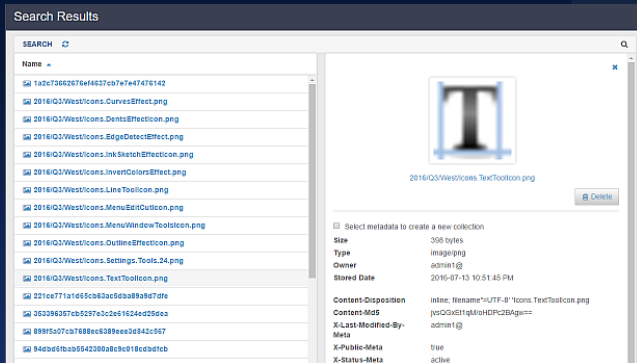 Search Results
SEARCH
Name
1a2c73662676ef4637cb7e7e47476142
2016/Q3/West/Icons.CurvesEffect.png
2016/Q3/West/Icons.DentsEffectIcon.png
2016/Q3/West/Icons.EdgeDetectEffect.png
2016/Q3/West/Icons.InkSketchEffectIcon.png
2016/Q3/West/Icons.InvertColorsEffect.png
2016/Q3/West/Icons.LineToolIcon.png
2016/Q3/West/Icons.MenuEditCutIcon.png
2016/Q3/West/Icons.MenuWindowToolsIcon.png
2016/Q3/West/Icons.OutlineEffectIcon.png
2016/Q3/West/Icons.Settings.Tools.24.png
2016/Q3/West/Icons.TextToolIcon.png
221ce771a1d65cb63ac5dba89a9d7dfe
353396357cb5297e3c2e61624ed25dea
899f5a07cb7688ec6389eee3d842c567
94dbd5fbab5542300a8c9c018cdbdfcb
T
2016/Q3/West/Icons.TextToolIcon.png
Delete
Select metadata to create a new collection
Size 398 bytes
Type image/png
Owner admin1@
Stored Date 2016-07-13 10:51:45 PM
Content-Disposition inline; filename*=UTF-8' 'Icons.TextToolIcon.png
Content-Md5 jvsQGxEt1qM/oHDPc2BAgw==
X-Last-Modified-By-Meta admin1@
X-Public-Meta true
X-Status-Meta active